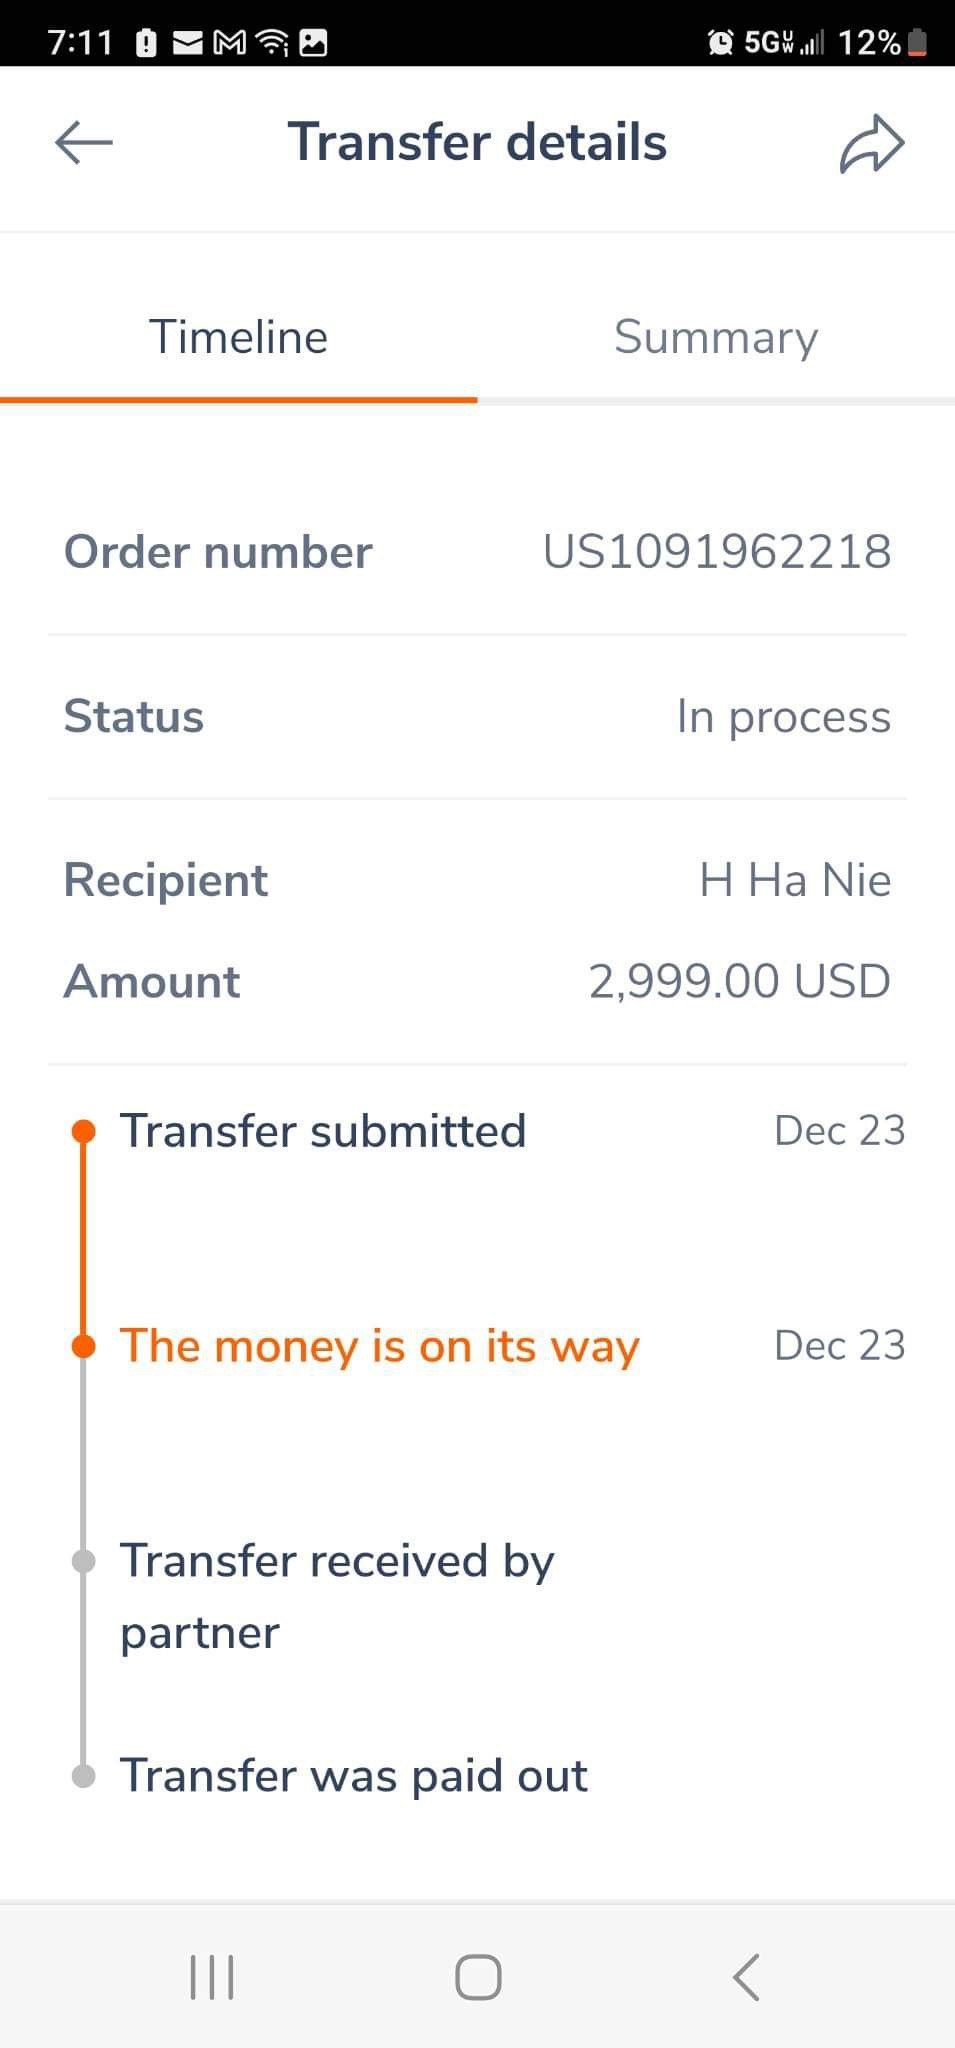 7:11 5G UW 12%
Transfer details
Timeline Summary
Order number US1091962218
Status In process
Recipient H Ha Nie
Amount 2,999.00 USD
Transfer submitted Dec 23
The money is on its way Dec 23
Transfer received by
partner
Transfer was paid out